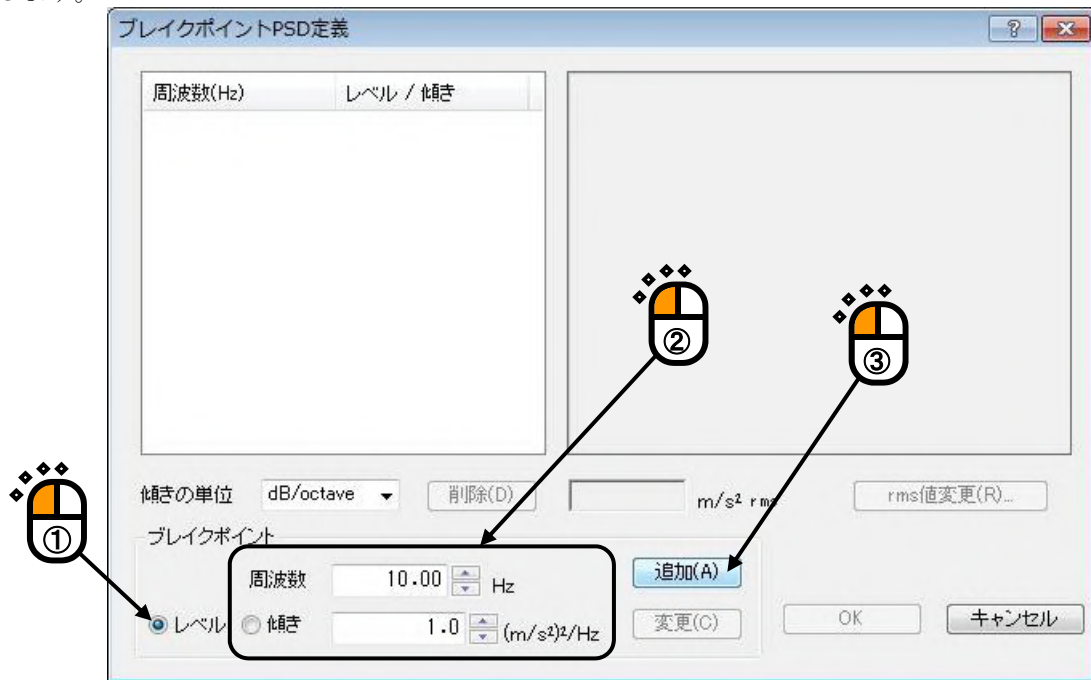 します。
ブレイクポイントPSD定義
周波数(Hz) レベル / 傾き
②
③
①
傾きの単位 dB/octave 削除(D) m/s² rms rms値変更(R)...
ブレイクポイント
周波数 10.00 Hz 追加(A)
レベル 傾き 1.0 (m/s²)²/Hz 変更(C) OK キャンセル